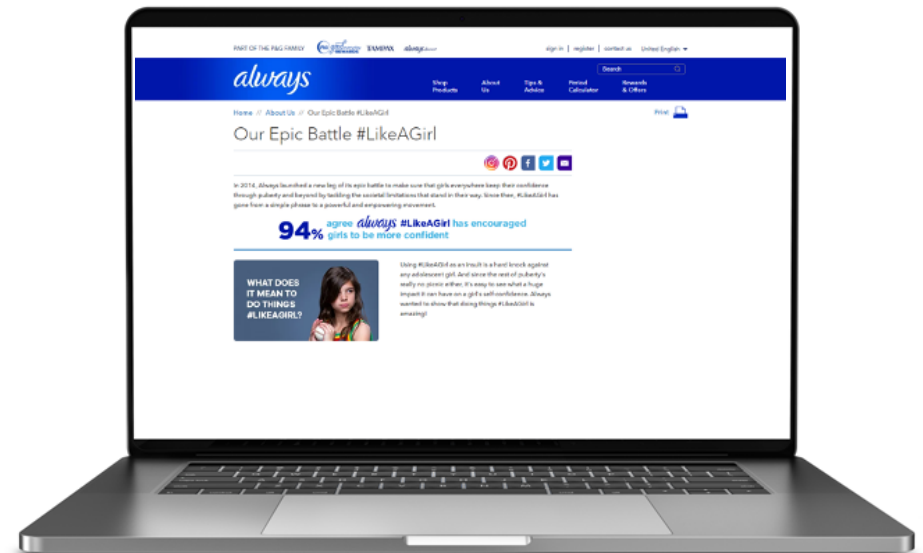 PART OF THE P&G FAMILY
TAMPAX
always
sign in | register | contact us United English
Search
always
Shop Products
About Us
Tips & Advice
Period Calculator
Rewards & Offers
Home // About Us // Our Epic Battle #LikeAGirl
Print
Our Epic Battle #LikeAGirl
In 2014, Always launched a new leg of its epic battle to make sure that girls everywhere keep their confidence
through puberty and beyond by tackling the societal limitations that stand in their way. Since then, #LikeAGirl has
gone from a simple phrase to a powerful and empowering movement.
94% agree always #LikeAGirl has encouraged
girls to be more confident
WHAT DOES
IT MEAN TO
DO THINGS
#LIKEAGIRL?
Using #LikeAGirl as an insult is a hard knock against
any adolescent girl. And since the rest of puberty's
really no picnic either, it's easy to see what a huge
impact it can have on a girl's self-confidence. Always
wanted to show that doing things #LikeAGirl is
amazing!